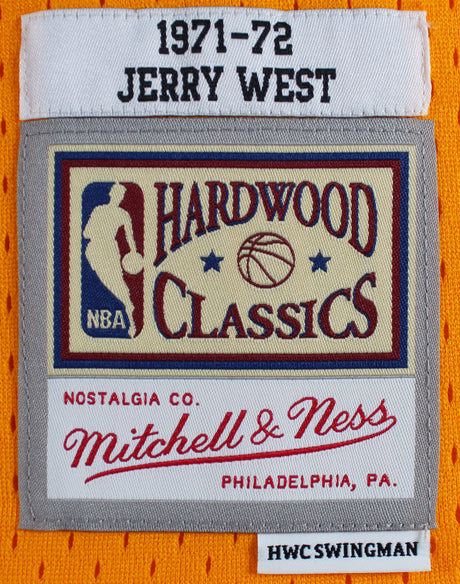 1971-72
JERRY WEST
HARDWOOD
NBA
CLASSICS
NOSTALGIA CO.
Mitchell & Ness
PHILADELPHIA, PA.
HWC SWINGMAN